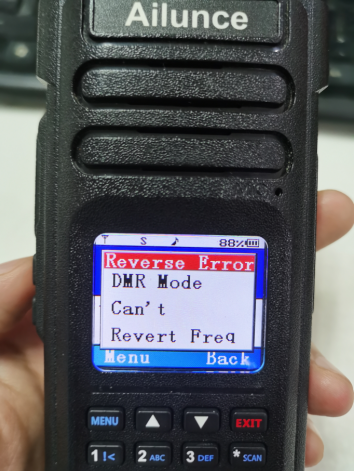 Ailunce
S 88%
Reverse Error
DMR Mode
Can't
Revert Freq
Menu Back
MENU EXIT
1 !< 2 ABC 3 DEF * SCAN